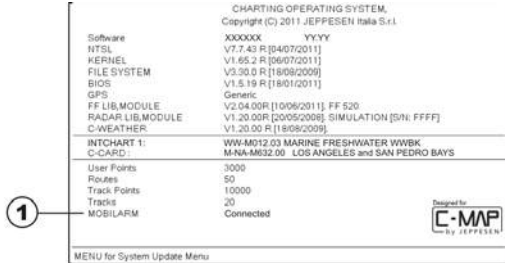 CHARTING OPERATING SYSTEM,
Copyright (C) 2011 JEPPESEN Italia S.r.l.
Software XXXXXX YY.YY
NTSL V7.7.43 R [04/07/2011]
KERNEL V1.65.2 R [06/07/2011]
FILE SYSTEM V3.30.0 R [18/08/2009]
BIOS V1.5.19 R [18/01/2011]
GPS Generic
FF LIB,MODULE V2.04.00R [10/06/2011], FF 520
RADAR LIB,MODULE V1.20.00R [20/05/2008], SIMULATION [S/N: FFFF]
C-WEATHER V1.20.00 R [18/08/2009].
INTCHART 1: WW-M012.03 MARINE FRESHWATER WWBK
C-CARD : M-NA-M632.00 LOS ANGELES and SAN PEDRO BAYS
User Points 3000
Routes 50
Track Points 10000
Tracks 20
1 MOBILARM Connected
Designed for
C-MAP
by JEPPESEN
MENU for System Update Menu